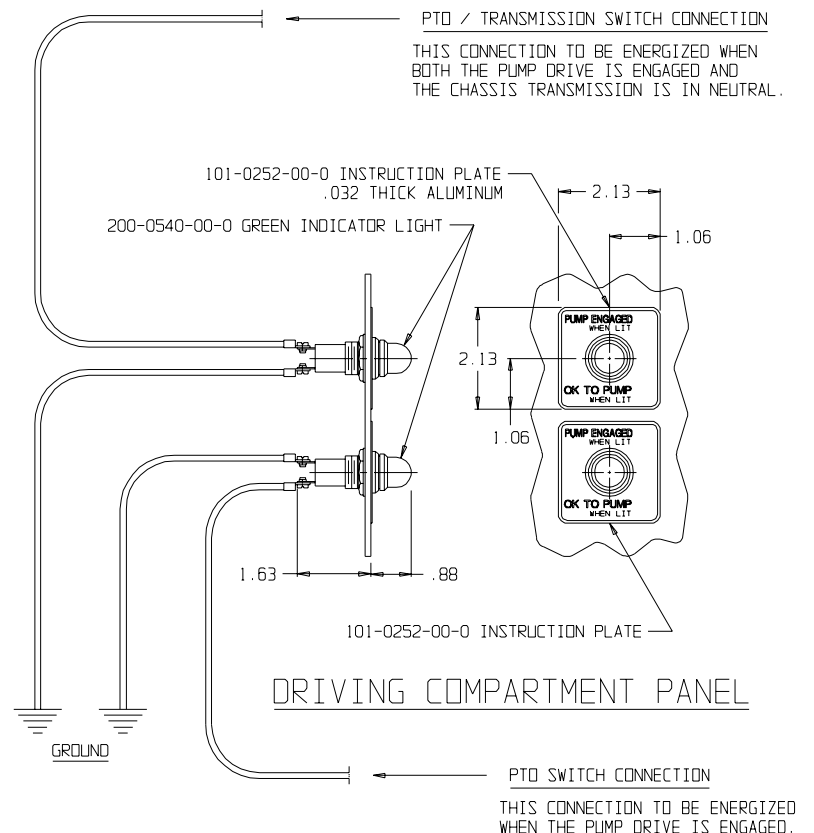 PTO / TRANSMISSION SWITCH CONNECTION
THIS CONNECTION TO BE ENERGIZED WHEN
BOTH THE PUMP DRIVE IS ENGAGED AND
THE CHASSIS TRANSMISSION IS IN NEUTRAL.
101-0252-00-0 INSTRUCTION PLATE
.032 THICK ALUMINUM
200-0540-00-0 GREEN INDICATOR LIGHT
2.13
1.06
PUMP ENGAGED
WHEN LIT
OK TO PUMP
WHEN LIT
2.13
1.06
PUMP ENGAGED
WHEN LIT
OK TO PUMP
WHEN LIT
1.63
.88
101-0252-00-0 INSTRUCTION PLATE
DRIVING COMPARTMENT PANEL
GROUND
PTO SWITCH CONNECTION
THIS CONNECTION TO BE ENERGIZED
WHEN THE PUMP DRIVE IS ENGAGED.